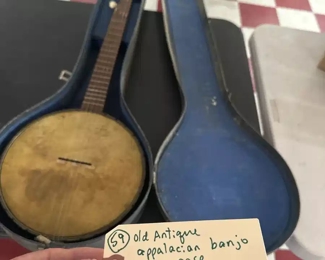 59 old Antique
appalacian banjo